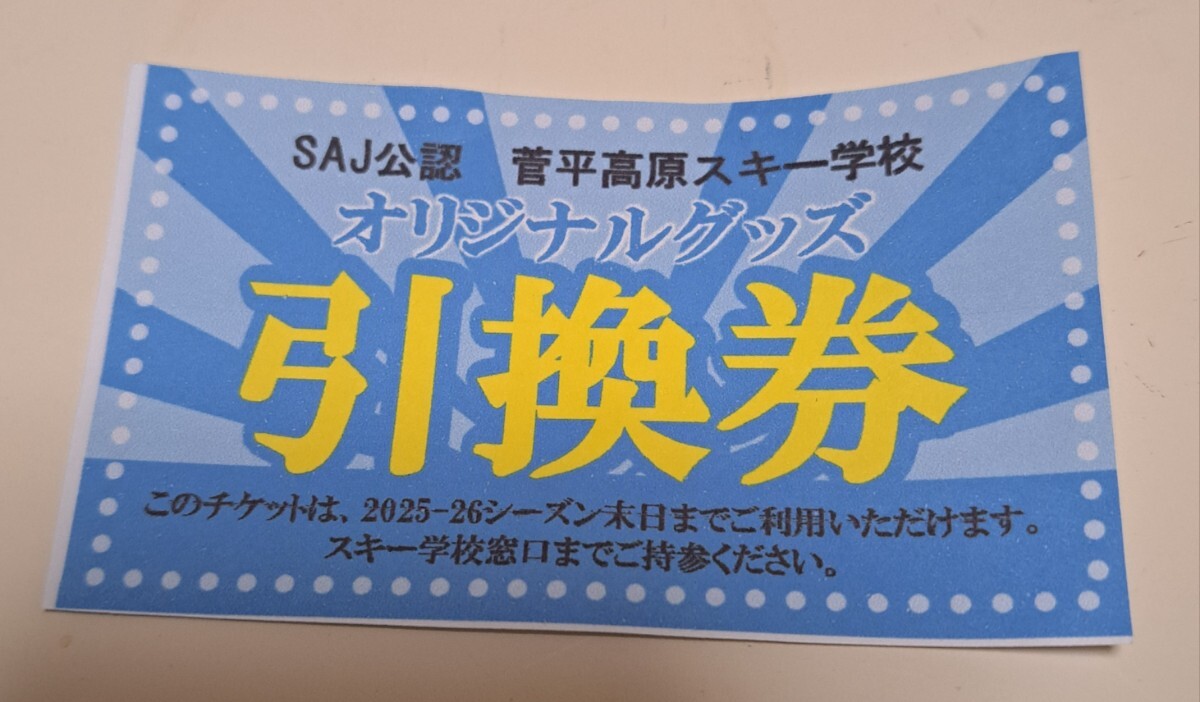 SAJ公認 菅平高原スキー学校
オリジナルグッズ
引換券
このチケットは、2025-26シーズン末日までご利用いただけます。
スキー学校窓口までご持参ください。